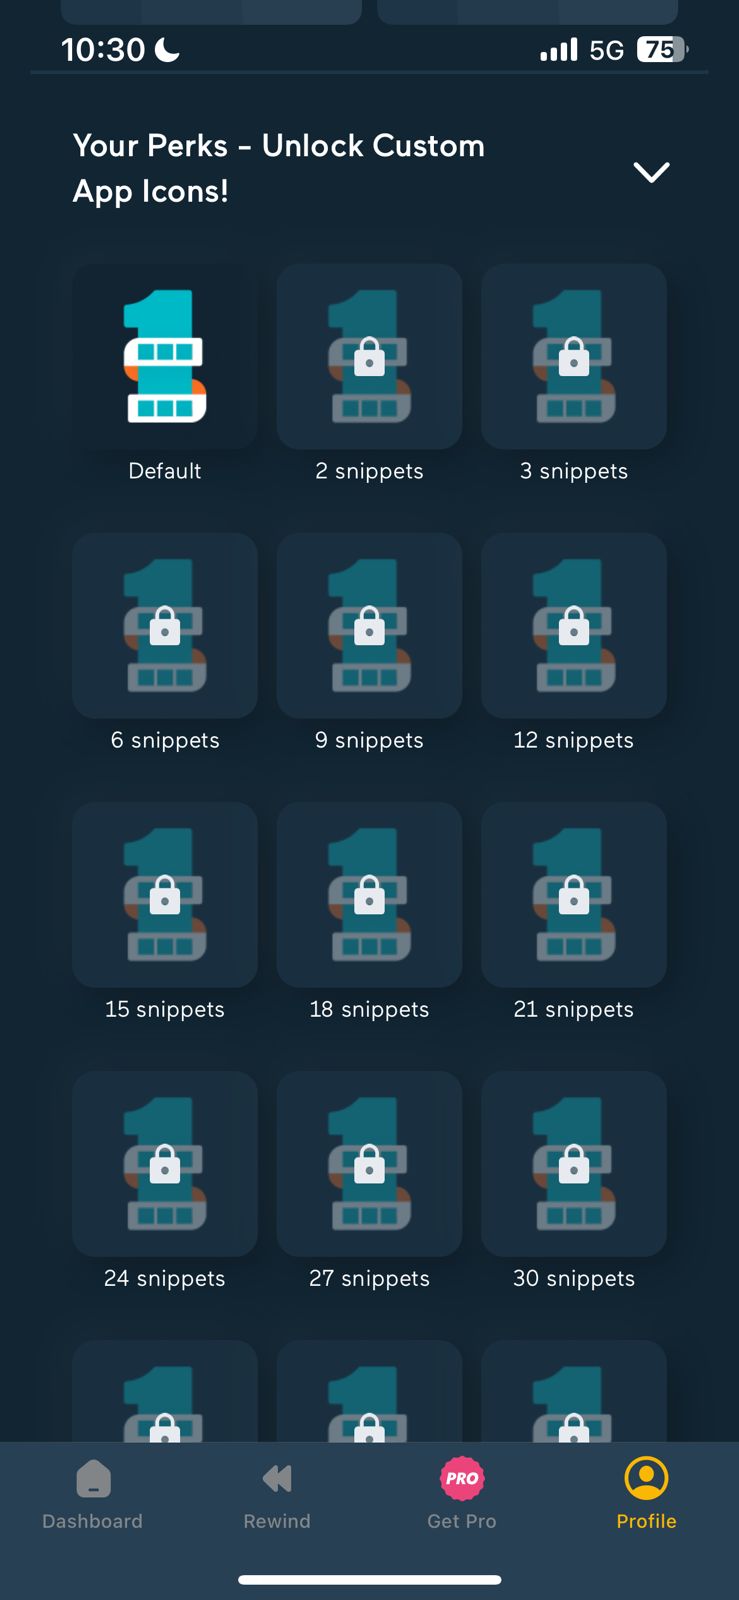 10:30
5G
75
Your Perks - Unlock Custom
App Icons!
Default
2 snippets
3 snippets
6 snippets
9 snippets
12 snippets
15 snippets
18 snippets
21 snippets
24 snippets
27 snippets
30 snippets
PRO
Dashboard
Rewind
Get Pro
Profile